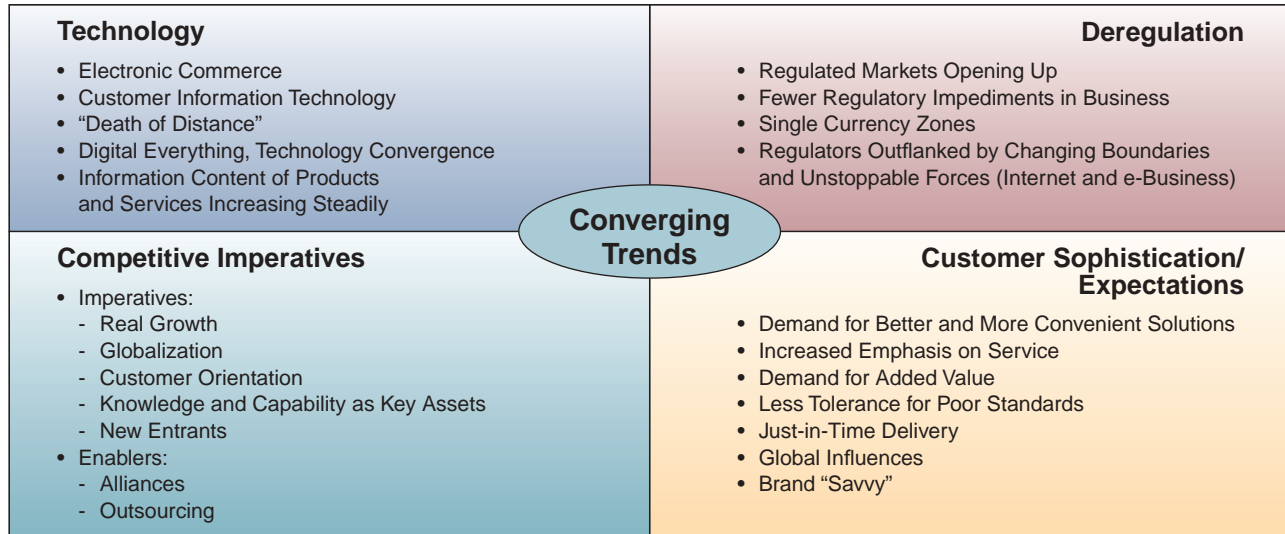 Technology
• Electronic Commerce
• Customer Information Technology
• “Death of Distance”
• Digital Everything, Technology Convergence
• Information Content of Products
and Services Increasing Steadily
Deregulation
• Regulated Markets Opening Up
• Fewer Regulatory Impediments in Business
• Single Currency Zones
• Regulators Outflanked by Changing Boundaries
and Unstoppable Forces (Internet and e-Business)
Converging
Trends
Competitive Imperatives
• Imperatives:
- Real Growth
- Globalization
- Customer Orientation
- Knowledge and Capability as Key Assets
- New Entrants
• Enablers:
- Alliances
- Outsourcing
Customer Sophistication/
Expectations
• Demand for Better and More Convenient Solutions
• Increased Emphasis on Service
• Demand for Added Value
• Less Tolerance for Poor Standards
• Just-in-Time Delivery
• Global Influences
• Brand “Savvy”